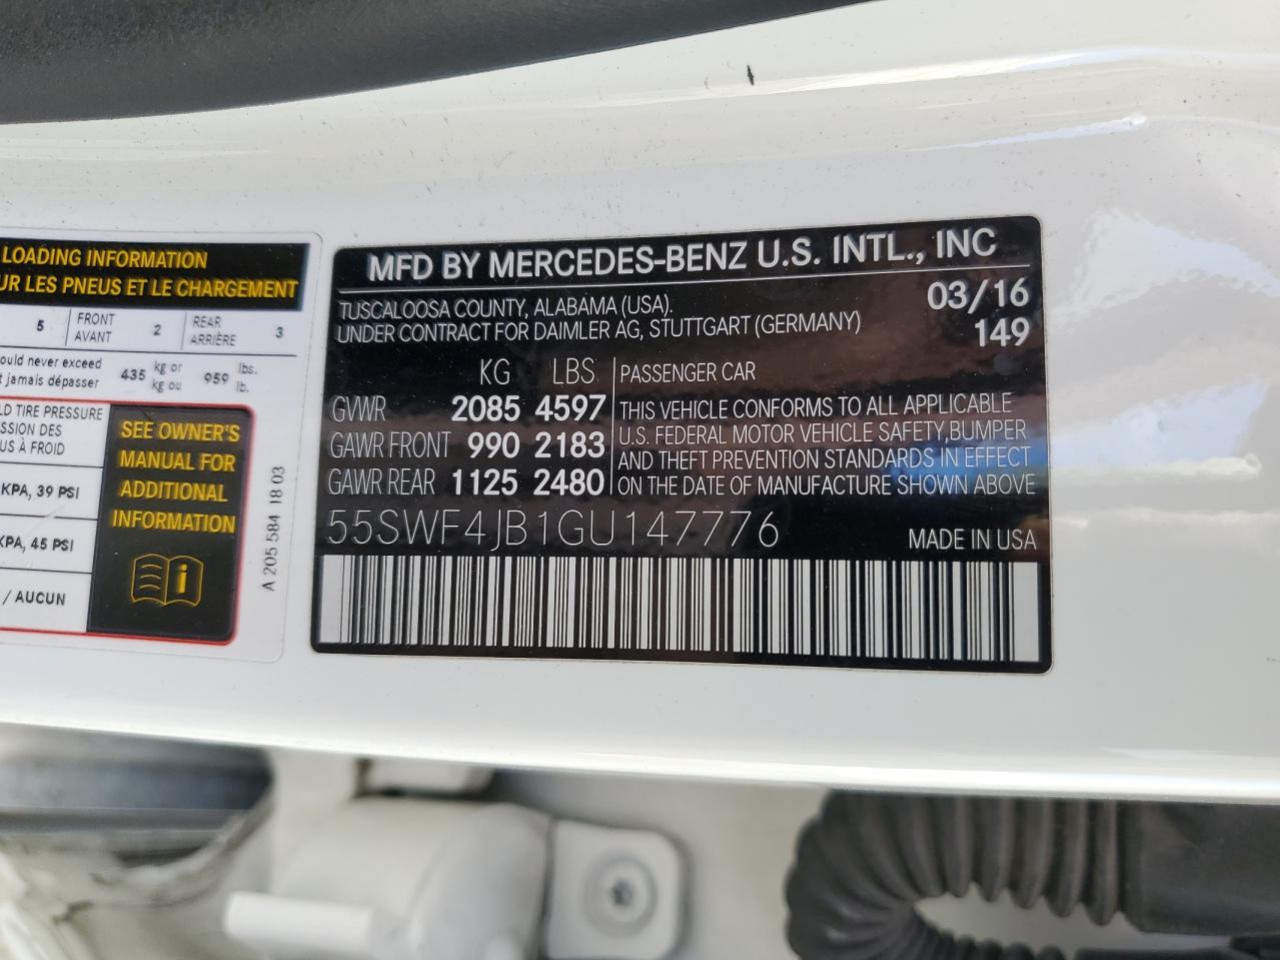 LOADING INFORMATION
UR LES PNEUS ET LE CHARGEMENT
5 FRONT AVANT 2 REAR ARRIÈRE 3
ould never exceed
t jamais dépasser
435 kg or kg ou 959 lbs. lb.
LD TIRE PRESSURE
SSION DES
US À FROID
KPA, 39 PSI
KPA, 45 PSI
/ AUCUN
SEE OWNER'S
MANUAL FOR
ADDITIONAL
INFORMATION
A 205 584 18 03
MFD BY MERCEDES-BENZ U.S. INTL., INC
TUSCALOOSA COUNTY, ALABAMA (USA). 03/16
UNDER CONTRACT FOR DAIMLER AG, STUTTGART (GERMANY) 149
KG LBS PASSENGER CAR
GVWR 2085 4597
GAWR FRONT 990 2183
GAWR REAR 1125 2480
THIS VEHICLE CONFORMS TO ALL APPLICABLE
U.S. FEDERAL MOTOR VEHICLE SAFETY, BUMPER
AND THEFT PREVENTION STANDARDS IN EFFECT
ON THE DATE OF MANUFACTURE SHOWN ABOVE
55SWF4JB1GU147776
MADE IN USA